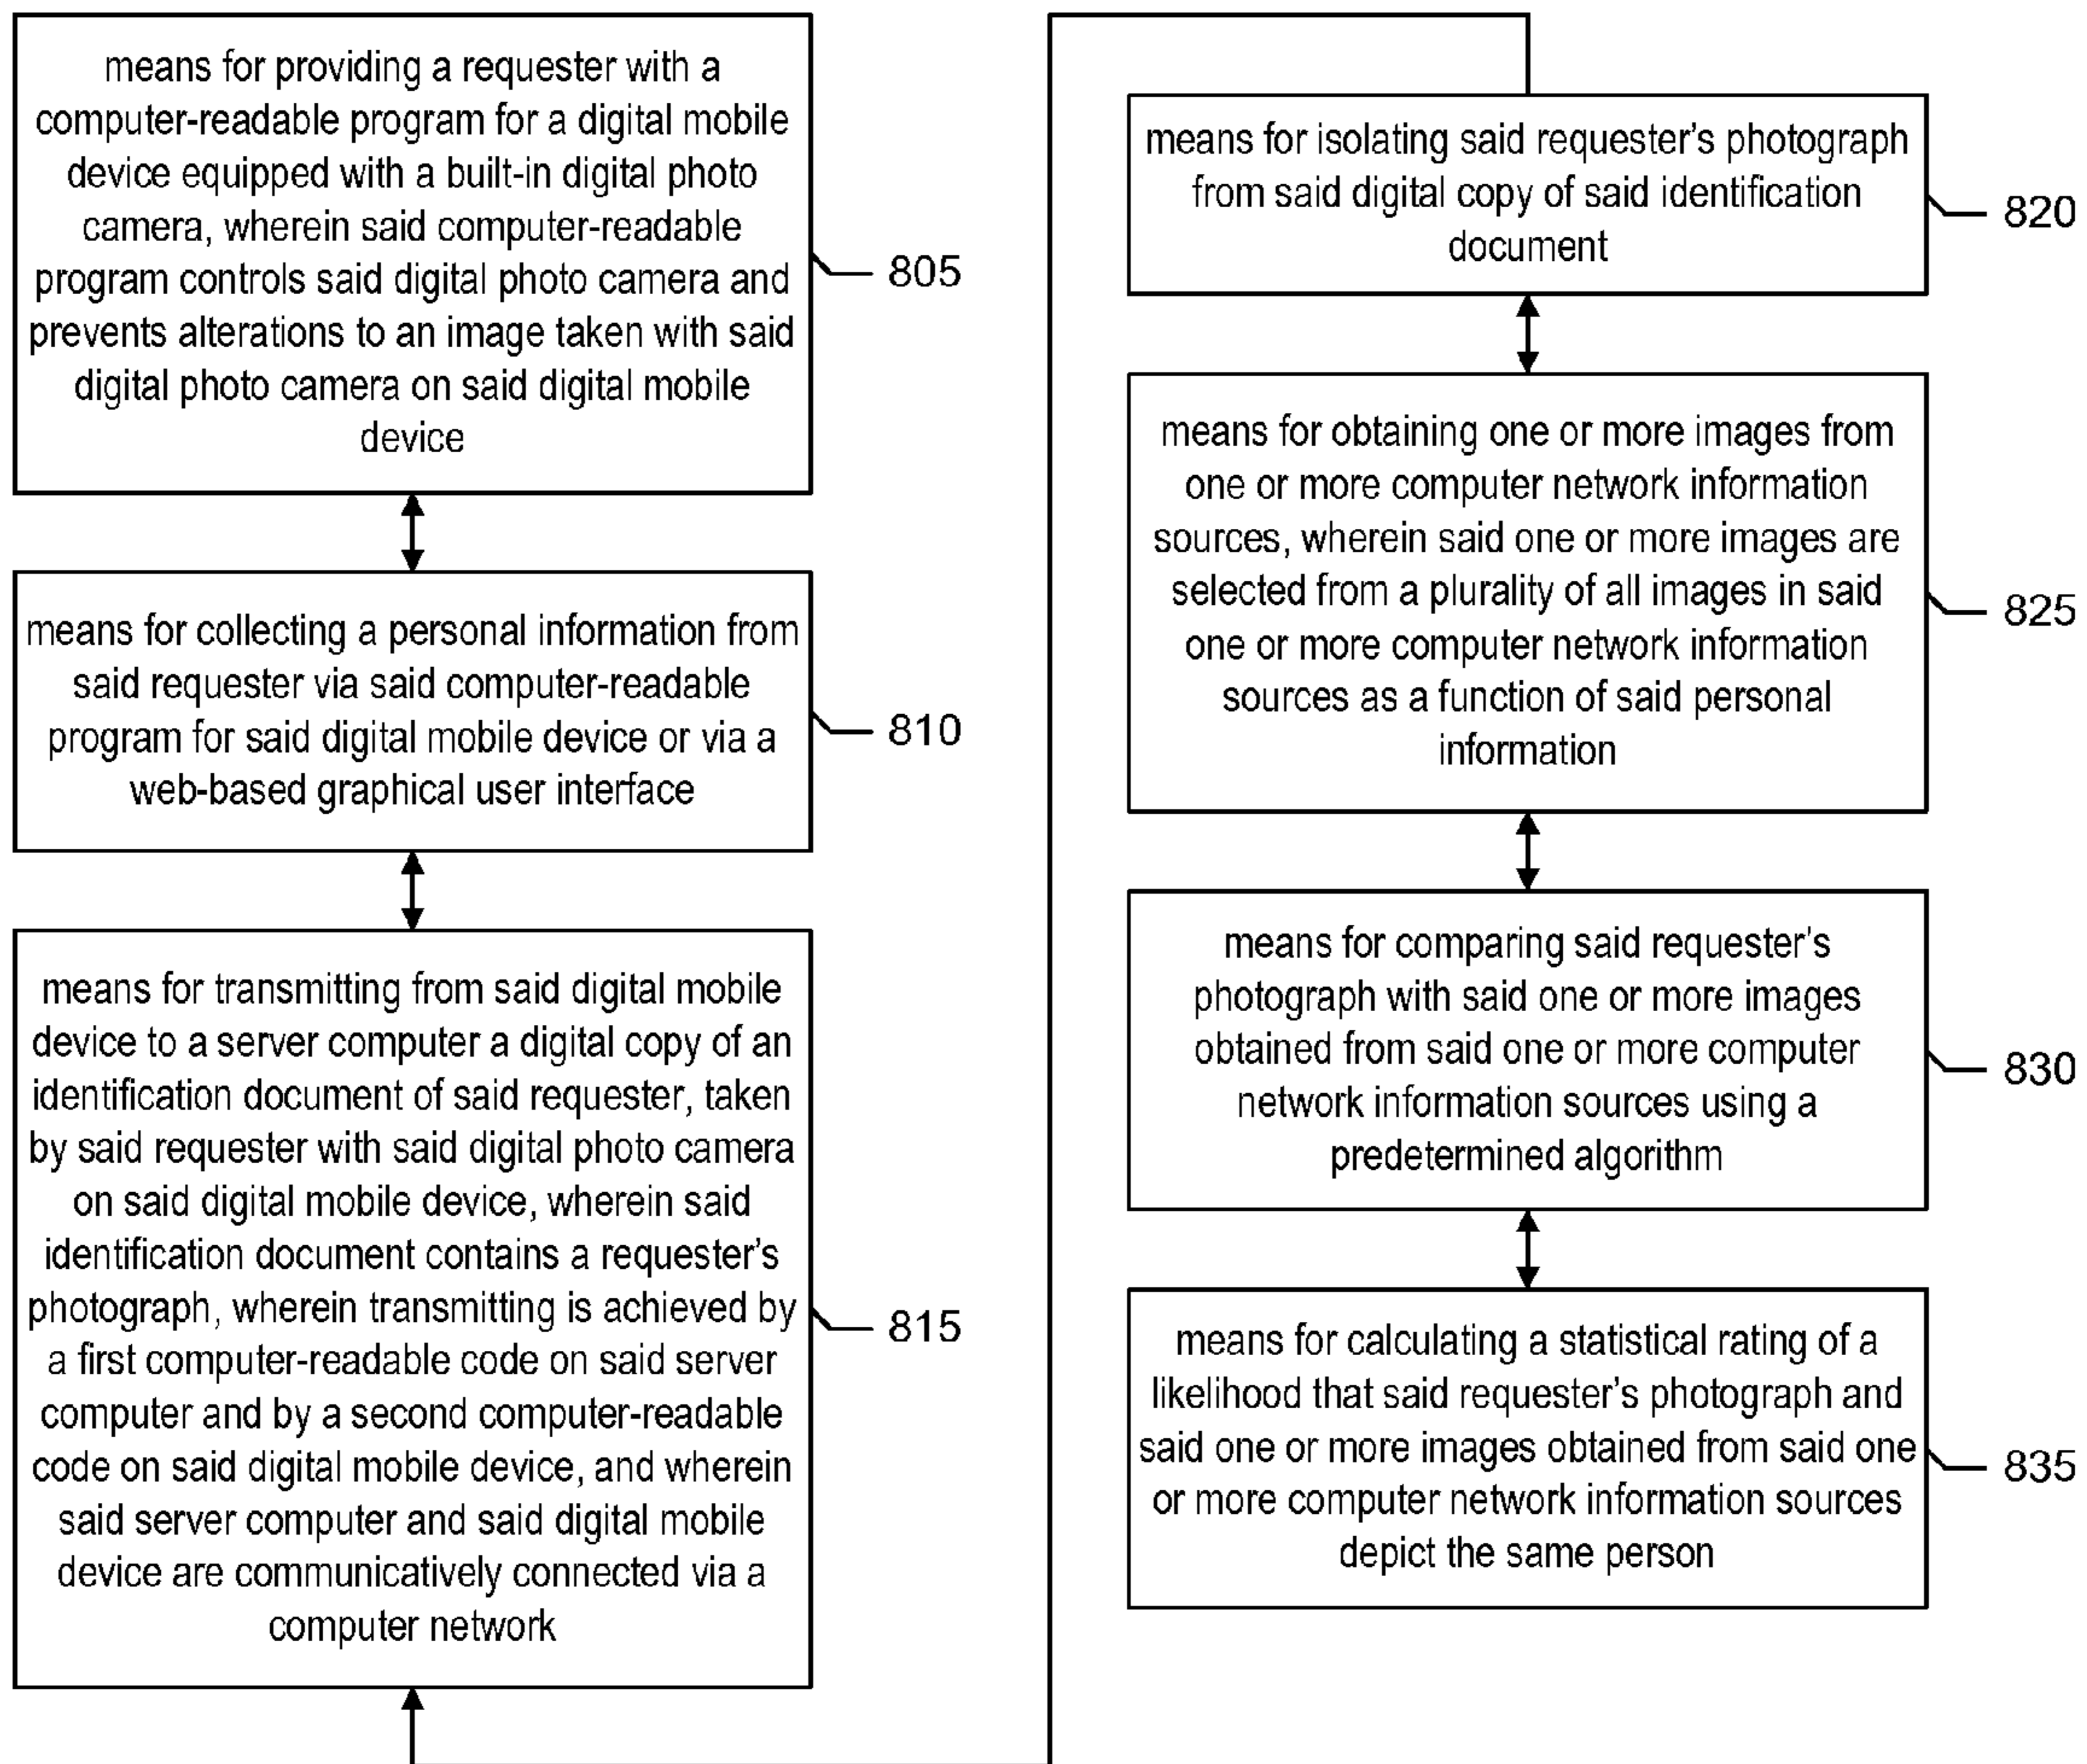 means for providing a requester with a
computer-readable program for a digital mobile
device equipped with a built-in digital photo
camera, wherein said computer-readable
program controls said digital photo camera and
prevents alterations to an image taken with said
digital photo camera on said digital mobile
device
805
means for collecting a personal information from
said requester via said computer-readable
program for said digital mobile device or via a
web-based graphical user interface
810
means for transmitting from said digital mobile
device to a server computer a digital copy of an
identification document of said requester, taken
by said requester with said digital photo camera
on said digital mobile device, wherein said
identification document contains a requester's
photograph, wherein transmitting is achieved by
a first computer-readable code on said server
computer and by a second computer-readable
code on said digital mobile device, and wherein
said server computer and said digital mobile
device are communicatively connected via a
computer network
815
means for isolating said requester's photograph
from said digital copy of said identification
document
820
means for obtaining one or more images from
one or more computer network information
sources, wherein said one or more images are
selected from a plurality of all images in said
one or more computer network information
sources as a function of said personal
information
825
means for comparing said requester's
photograph with said one or more images
obtained from said one or more computer
network information sources using a
predetermined algorithm
830
means for calculating a statistical rating of a
likelihood that said requester's photograph and
said one or more images obtained from said one
or more computer network information sources
depict the same person
835